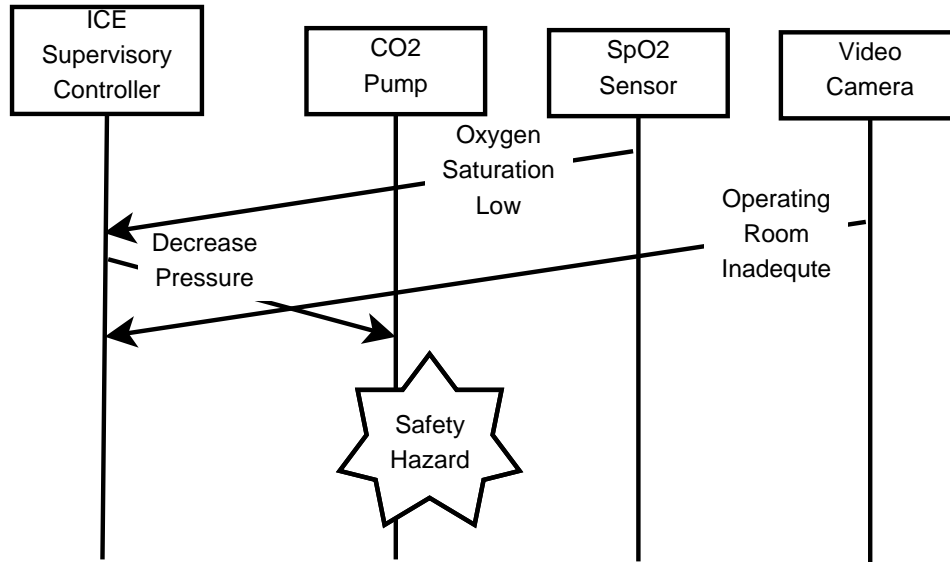 ICE
Supervisory
Controller
CO2
Pump
SpO2
Sensor
Video
Camera
Oxygen
Saturation
Low
Operating
Room
Inadequte
Decrease
Pressure
Safety
Hazard